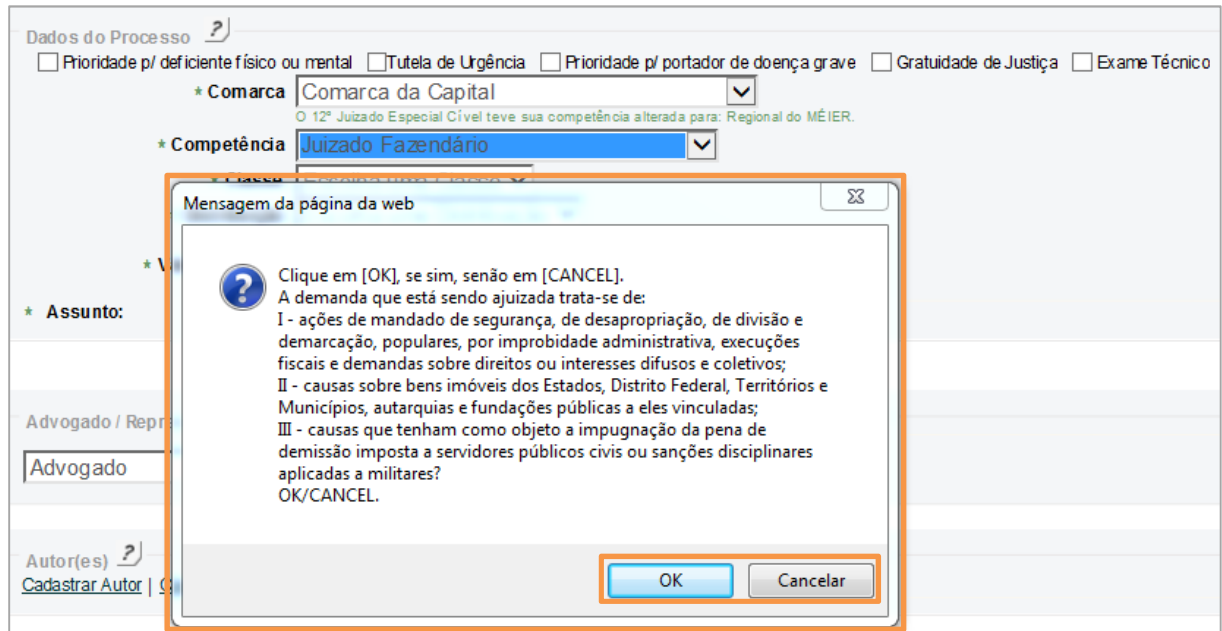 Dados do Processo ?
Prioridade p/ deficiente físico ou mental Tutela de Urgência Prioridade p/ portador de doença grave Gratuidade de Justiça Exame Técnico
* Comarca Comarca da Capital
O 12º Juizado Especial Cível teve sua competência alterada para: Regional do MÉIER.
* Competência Juizado Fazendário
Mensagem da página da web
Clique em [OK], se sim, senão em [CANCEL].
A demanda que está sendo ajuizada trata-se de:
I - ações de mandado de segurança, de desapropriação, de divisão e
demarcação, populares, por improbidade administrativa, execuções
fiscais e demandas sobre direitos ou interesses difusos e coletivos;
II - causas sobre bens imóveis dos Estados, Distrito Federal, Territórios e
Municípios, autarquias e fundações públicas a eles vinculadas;
III - causas que tenham como objeto a impugnação da pena de
demissão imposta a servidores públicos civis ou sanções disciplinares
aplicadas a militares?
OK/CANCEL.
OK Cancelar
* Assunto:
Advogado / Repr
Advogado
Autor(es) ?
Cadastrar Autor |